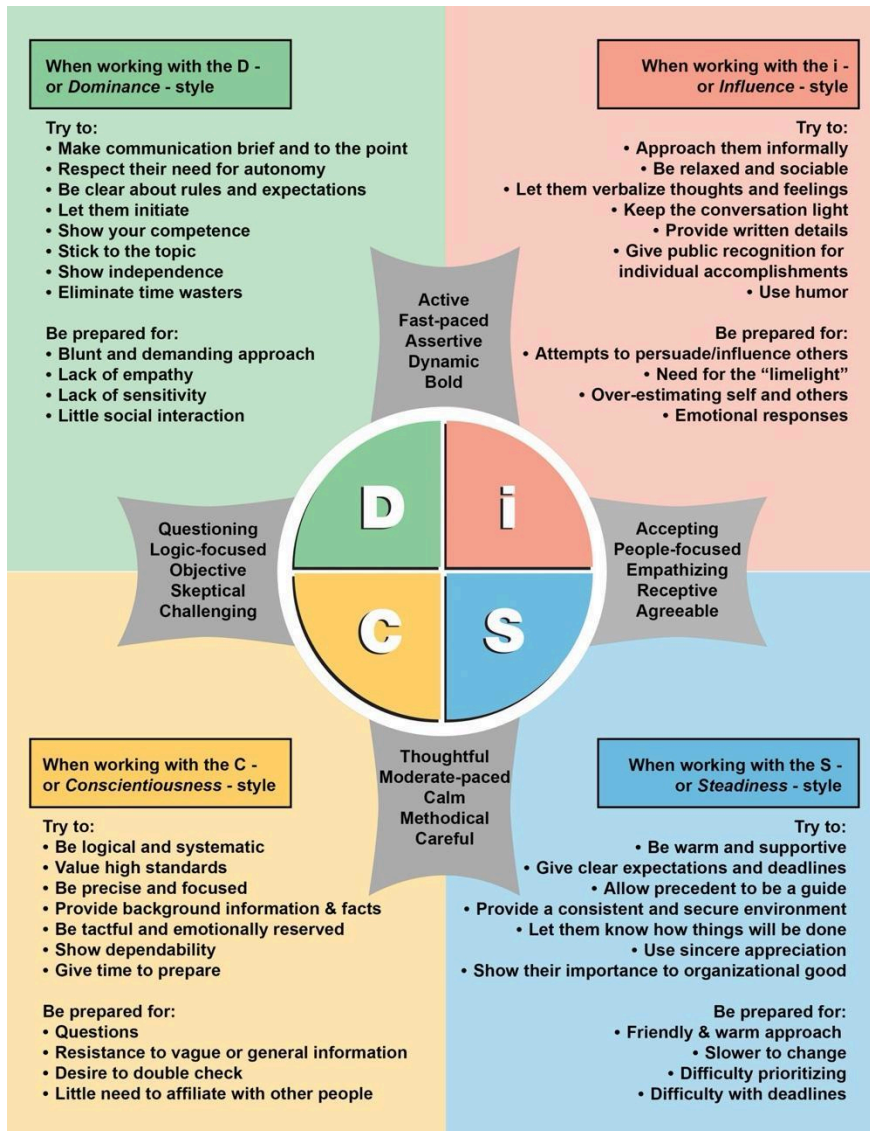 When working with the D -
or Dominance - style
Try to:
• Make communication brief and to the point
• Respect their need for autonomy
• Be clear about rules and expectations
• Let them initiate
• Show your competence
• Stick to the topic
• Show independence
• Eliminate time wasters
Be prepared for:
• Blunt and demanding approach
• Lack of empathy
• Lack of sensitivity
• Little social interaction
When working with the i -
or Influence - style
Try to:
• Approach them informally
• Be relaxed and sociable
• Let them verbalize thoughts and feelings
• Keep the conversation light
• Provide written details
• Give public recognition for
individual accomplishments
• Use humor
Be prepared for:
• Attempts to persuade/influence others
• Need for the “limelight”
• Over-estimating self and others
• Emotional responses
Active
Fast-paced
Assertive
Dynamic
Bold
Questioning
Logic-focused
Objective
Skeptical
Challenging
D
i
C
S
Accepting
People-focused
Empathizing
Receptive
Agreeable
Thoughtful
Moderate-paced
Calm
Methodical
Careful
When working with the C -
or Conscientiousness - style
Try to:
• Be logical and systematic
• Value high standards
• Be precise and focused
• Provide background information & facts
• Be tactful and emotionally reserved
• Show dependability
• Give time to prepare
Be prepared for:
• Questions
• Resistance to vague or general information
• Desire to double check
• Little need to affiliate with other people
When working with the S -
or Steadiness - style
Try to:
• Be warm and supportive
• Give clear expectations and deadlines
• Allow precedent to be a guide
• Provide a consistent and secure environment
• Let them know how things will be done
• Use sincere appreciation
• Show their importance to organizational good
Be prepared for:
• Friendly & warm approach
• Slower to change
• Difficulty prioritizing
• Difficulty with deadlines